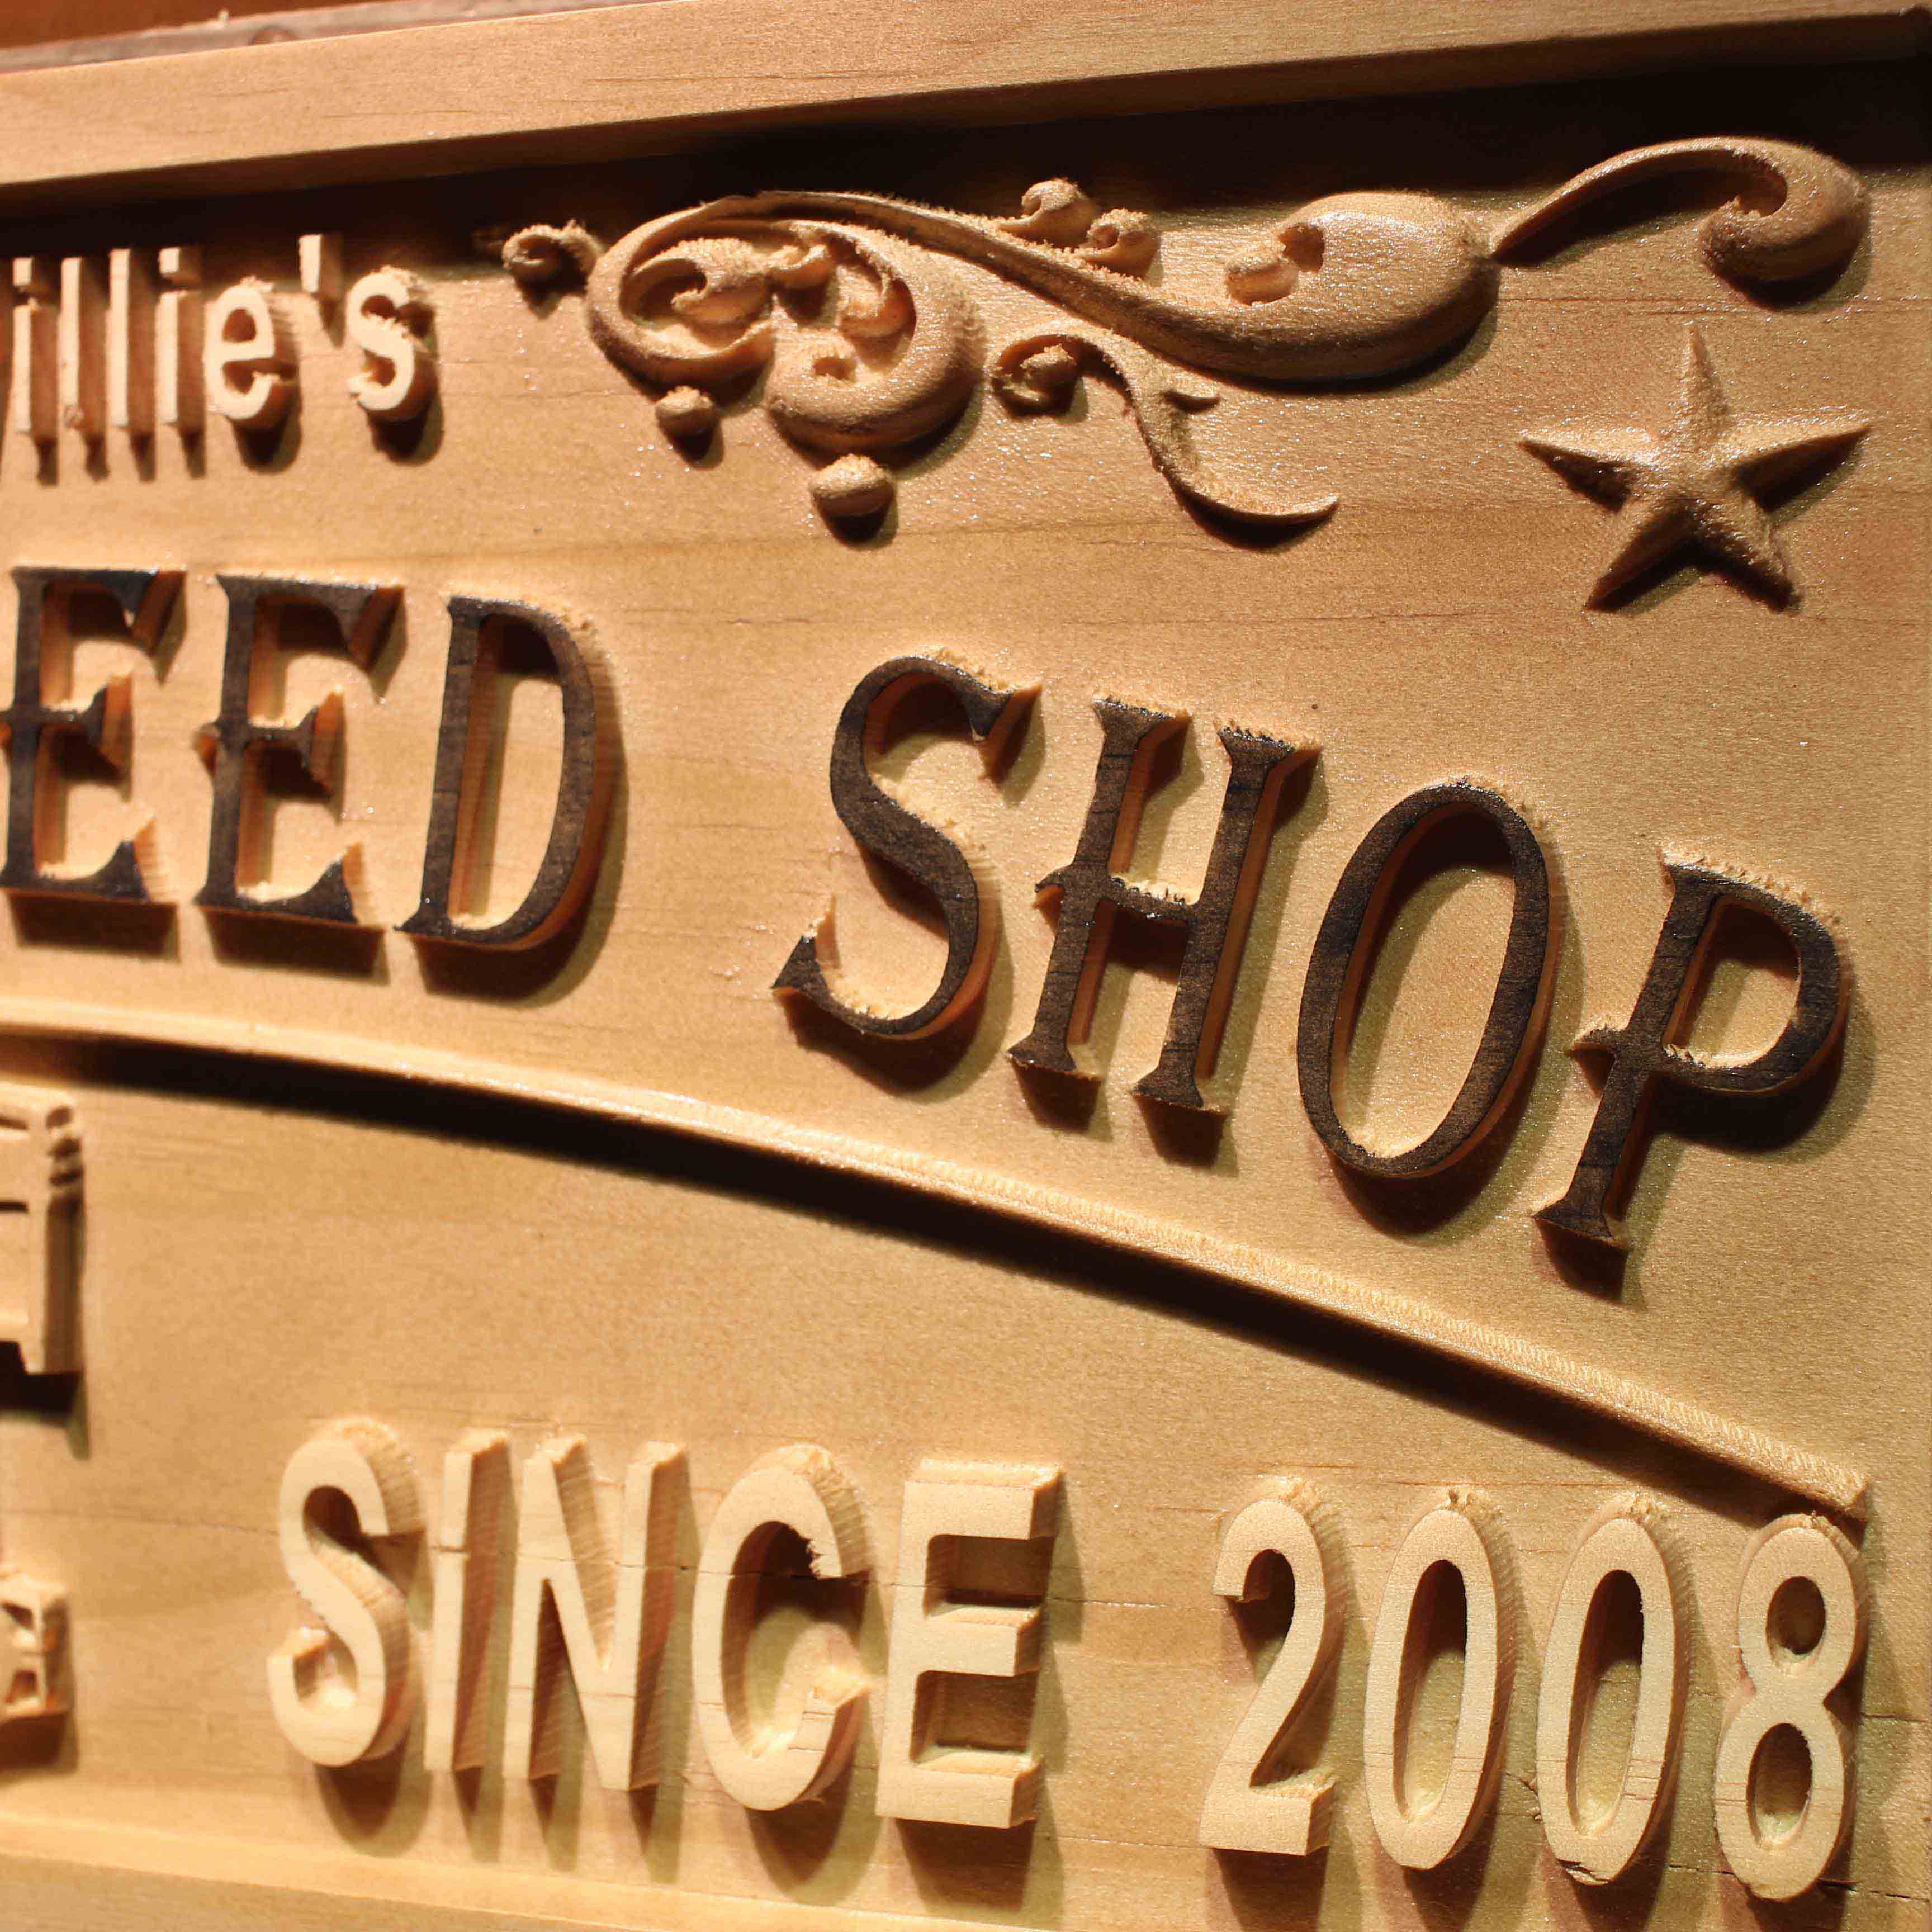 illie's
EED SHOP
SINCE 2008